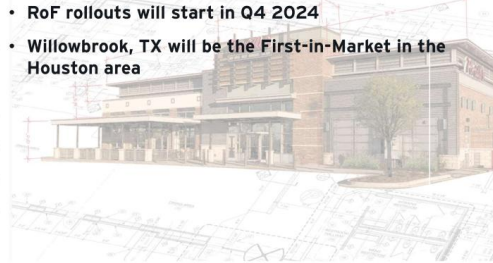 • RoF rollouts will start in Q4 2024
• Willowbrook, TX will be the First-in-Market in the
Houston area